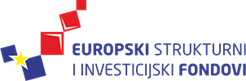 EUROPSKI STRUKTURNI
I INVESTICIJSKI FONDOVI